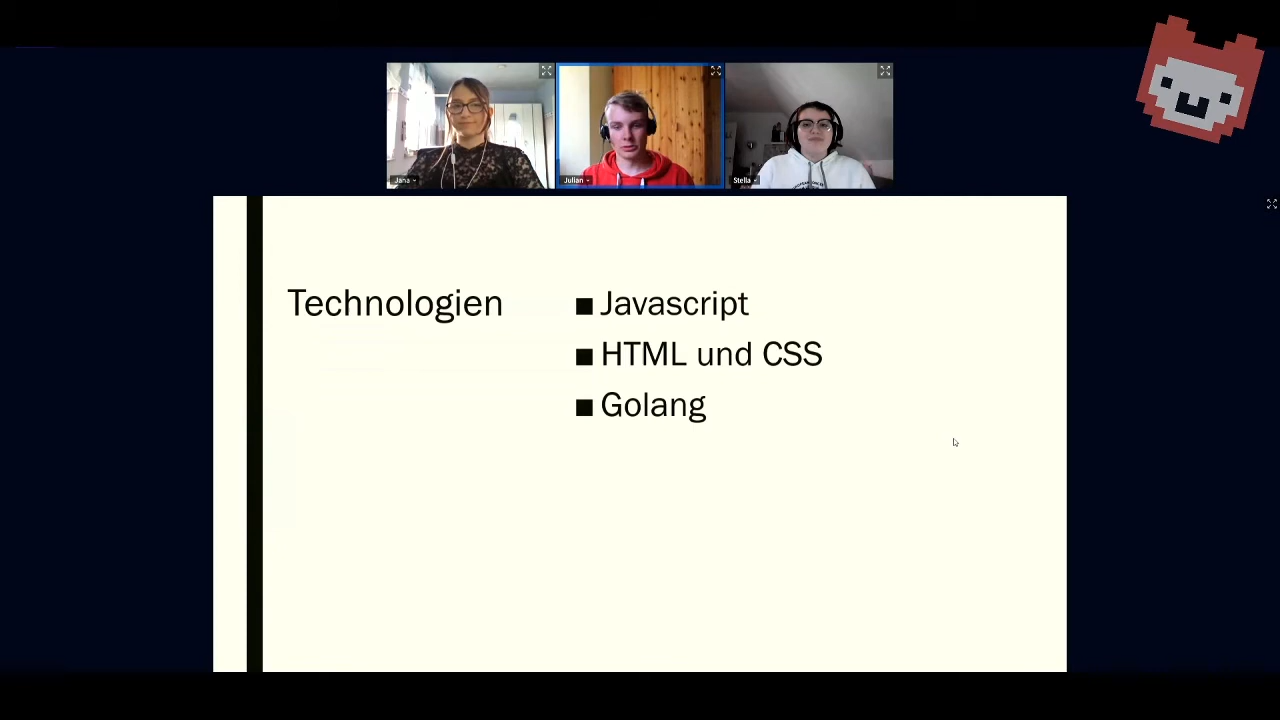 Jana
Julian
Stella
Technologien
Javascript
HTML und CSS
Golang